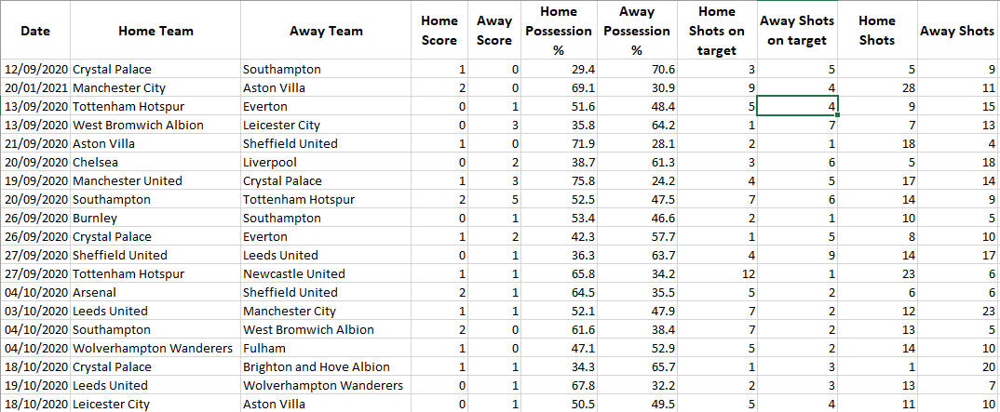 Date Home Team Away Team Home Score Away Score Home Possession % Away Possession % Home Shots on target Away Shots on target Home Shots Away Shots
12/09/2020 Crystal Palace Southampton 1 0 29.4 70.6 3 5 5 9
20/01/2021 Manchester City Aston Villa 2 0 69.1 30.9 9 4 28 11
13/09/2020 Tottenham Hotspur Everton 0 1 51.6 48.4 5 4 9 15
13/09/2020 West Bromwich Albion Leicester City 0 3 35.8 64.2 1 7 7 13
21/09/2020 Aston Villa Sheffield United 1 0 71.9 28.1 2 1 18 4
20/09/2020 Chelsea Liverpool 0 2 38.7 61.3 3 6 5 18
19/09/2020 Manchester United Crystal Palace 1 3 75.8 24.2 4 5 17 14
20/09/2020 Southampton Tottenham Hotspur 2 5 52.5 47.5 7 6 14 9
26/09/2020 Burnley Southampton 0 1 53.4 46.6 2 1 10 5
26/09/2020 Crystal Palace Everton 1 2 42.3 57.7 1 5 8 10
27/09/2020 Sheffield United Leeds United 0 1 36.3 63.7 4 9 14 17
27/09/2020 Tottenham Hotspur Newcastle United 1 1 65.8 34.2 12 1 23 6
04/10/2020 Arsenal Sheffield United 2 1 64.5 35.5 5 2 6 6
03/10/2020 Leeds United Manchester City 1 1 52.1 47.9 7 2 12 23
04/10/2020 Southampton West Bromwich Albion 2 0 61.6 38.4 7 2 13 5
04/10/2020 Wolverhampton Wanderers Fulham 1 0 47.1 52.9 5 2 14 10
18/10/2020 Crystal Palace Brighton and Hove Albion 1 1 34.3 65.7 1 3 1 20
19/10/2020 Leeds United Wolverhampton Wanderers 0 1 67.8 32.2 2 3 13 7
18/10/2020 Leicester City Aston Villa 0 1 50.5 49.5 5 4 11 10